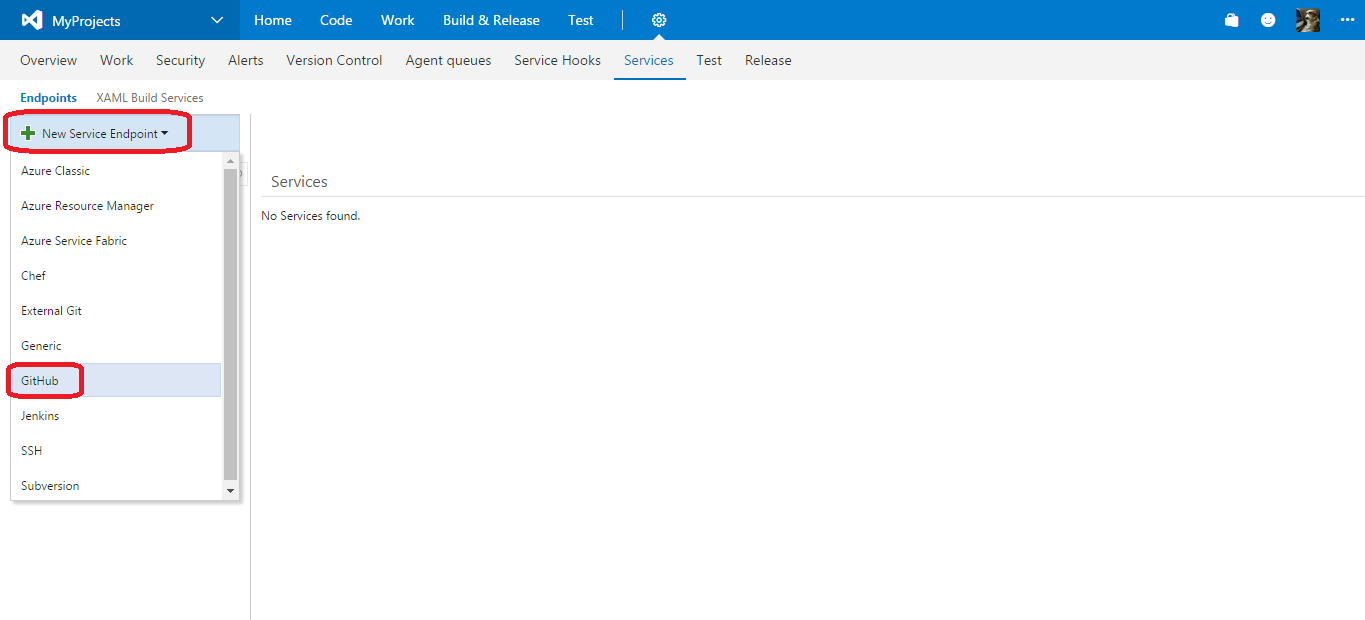 MyProjects Home Code Work Build & Release Test
Overview Work Security Alerts Version Control Agent queues Service Hooks Services Test Release
Endpoints XAML Build Services
New Service Endpoint
Azure Classic
Azure Resource Manager
Azure Service Fabric
Chef
External Git
Generic
GitHub
Jenkins
SSH
Subversion
Services
No Services found.